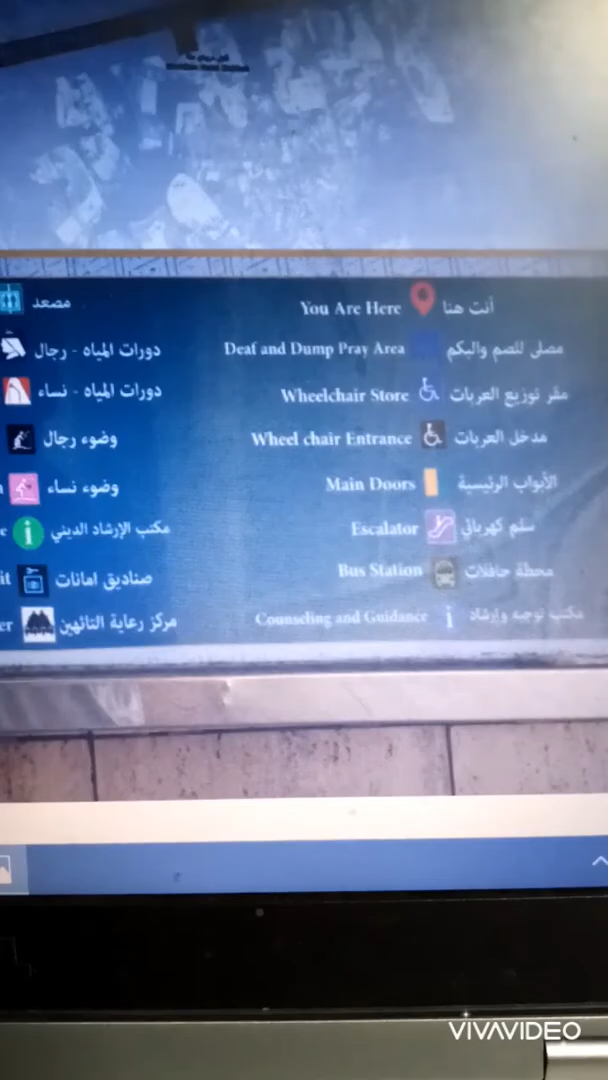 You Are Here أنت هنا
Deaf and Dump Pray Area مصلى للصم والبكم
Wheelchair Store مقر توزيع العربات
Wheel chair Entrance مدخل العربات
Main Doors الأبواب الرئيسية
Escalator سلم كهربائي
Bus Station محطة حافلات
Counseling and Guidance مكتب توجيه وإرشاد
مصعد
دورات المياه - رجال
دورات المياه - نساء
وضوء رجال
وضوء نساء
مكتب الإرشاد الديني
صناديق امانات
مركز رعاية التائهين
VIVAVIDEO